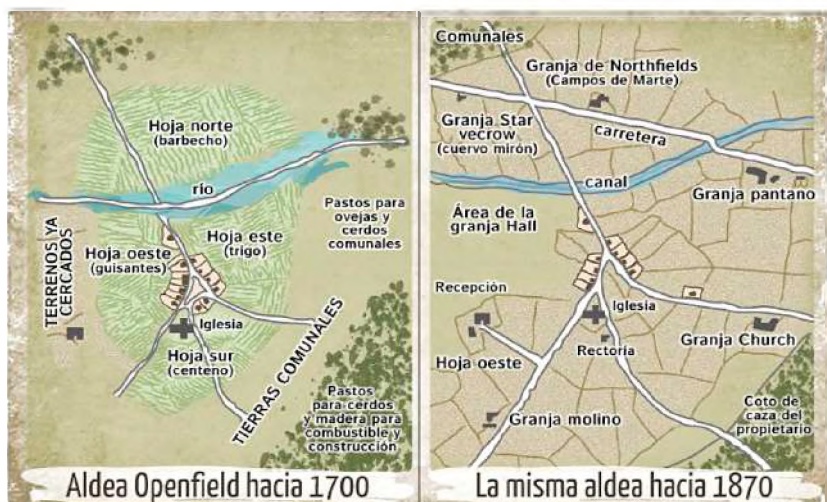 Hoja norte
(barbecho)
río
Pastos para
ovejas y
cerdos
comunales
Hoja este
(trigo)
Hoja oeste
(guisantes)
TERRENOS YA
CERCADOS
Iglesia
Hoja sur
(centeno)
TIERRAS COMUNALES
Pastos
para cerdos
y madera para
combustible y
construcción
Aldea Openfield hacia 1700
Comunales
Granja de Northfields
(Campos de Marte)
Granja Star
vecrow
(cuervo mirón)
carretera
canal
Granja pantano
Área de la
granja Hall
Recepción
Iglesia
Granja Church
Rectoría
Hoja oeste
Coto de
caza del
propietario
Granja molino
La misma aldea hacia 1870